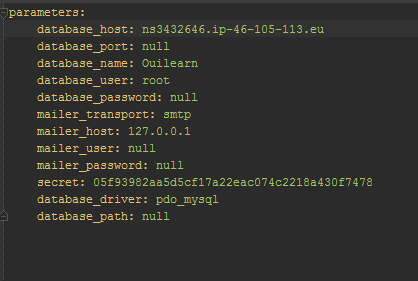 parameters:
database_host: ns3432646.ip-46-105-113.eu
database_port: null
database_name: Ouilearn
database_user: root
database_password: null
mailer_transport: smtp
mailer_host: 127.0.0.1
mailer_user: null
mailer_password: null
secret: 05f93982aa5d5cf17a22eac074c2218a430f7478
database_driver: pdo_mysql
database_path: null